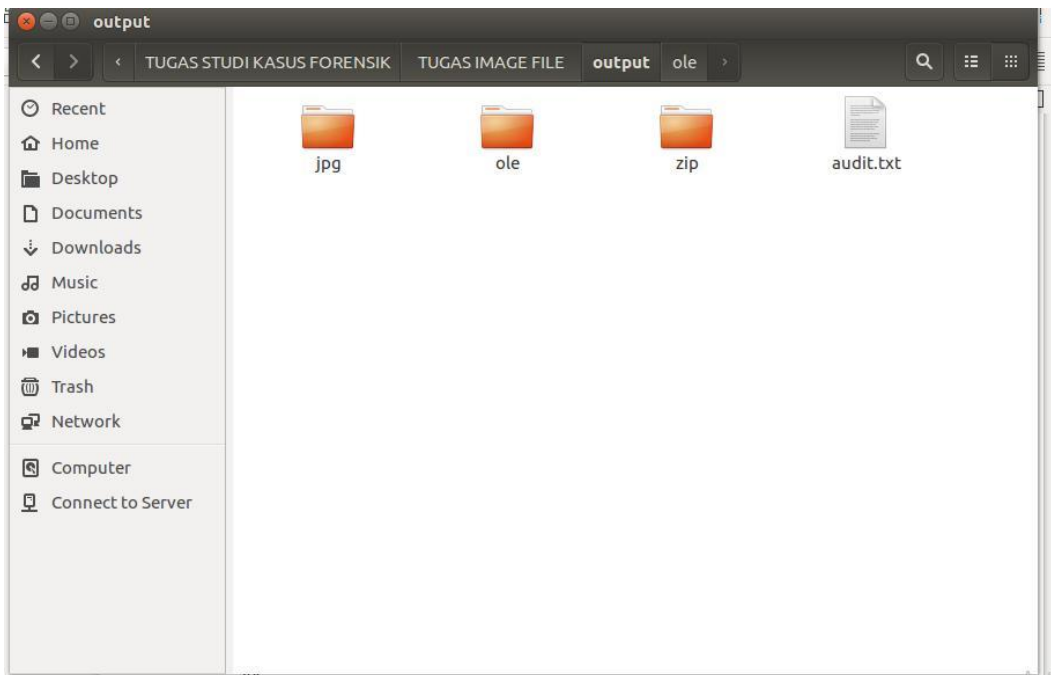 output
TUGAS STUDI KASUS FORENSIK TUGAS IMAGE FILE output ole
Recent
Home
Desktop
Documents
Downloads
Music
Pictures
Videos
Trash
Network
Computer
Connect to Server
jpg ole zip audit.txt